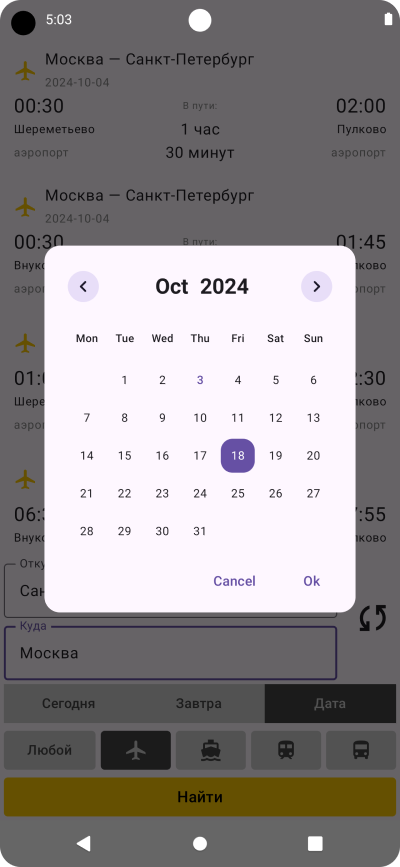 5:03
Москва — Санкт-Петербург
2024-10-04
00:30 В пути: 02:00
Шереметьево 1 час Пулково
аэропорт 30 минут аэропорт
Москва — Санкт-Петербург
2024-10-04
00:30 В пути: 01:45
Oct 2024
Mon Tue Wed Thu Fri Sat Sun
1 2 3 4 5 6
7 8 9 10 11 12 13
14 15 16 17 18 19 20
21 22 23 24 25 26 27
28 29 30 31
Cancel Ok
Куда
Москва
Сегодня Завтра Дата
Любой
Найти